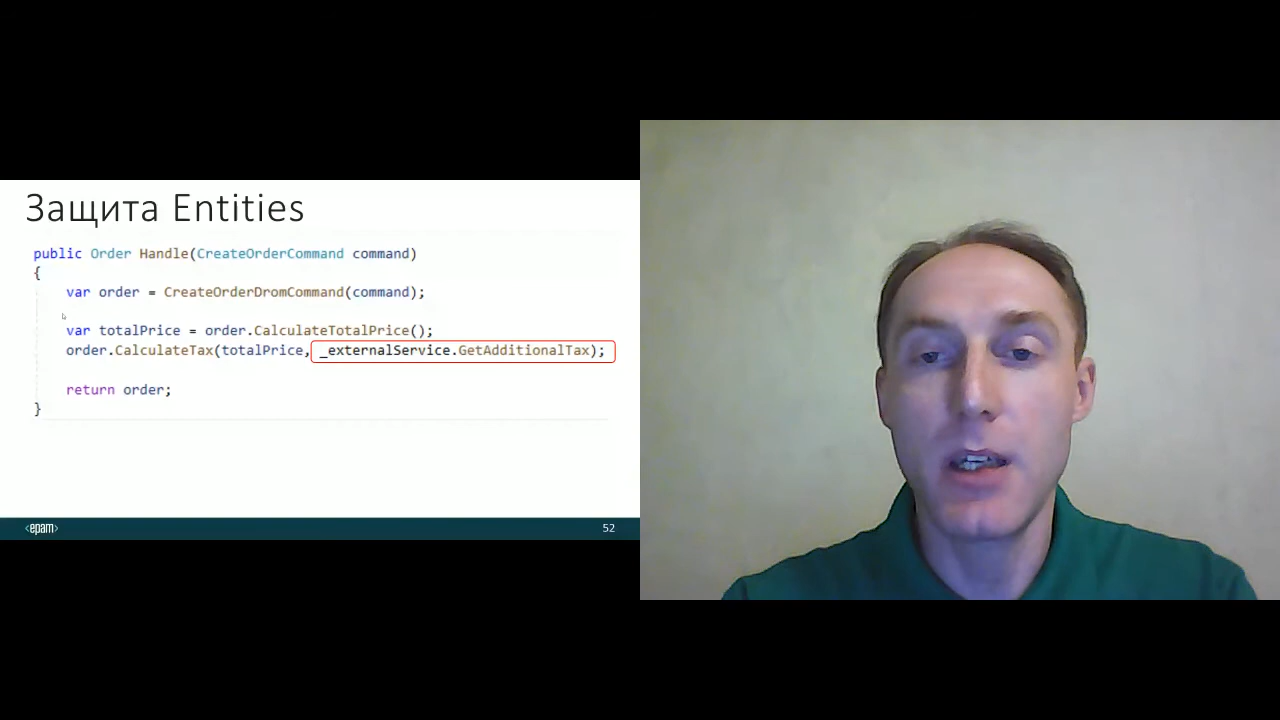 Защита Entities
public Order Handle(CreateOrderCommand command)
{
var order = CreateOrderDromCommand(command);
var totalPrice = order.CalculateTotalPrice();
order.CalculateTax(totalPrice, _externalService.GetAdditionalTax);
return order;
}
<epam>
52